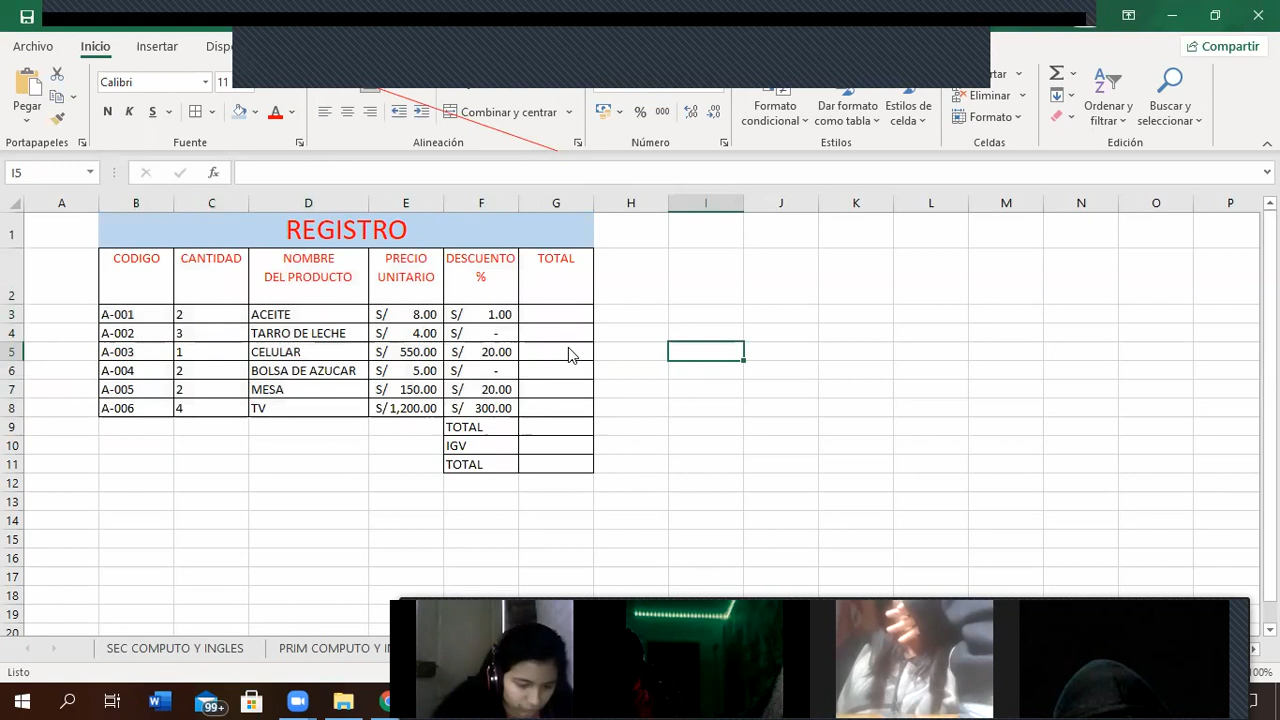 Archivo Inicio Insertar
Compartir
Pegar
Calibri 11
N K S
Combinar y centrar
% 000
Formato condicional
Dar formato como tabla
Estilos de celda
Eliminar
Formato
Ordenar y filtrar
Buscar y seleccionar
Portapapeles Fuente Alineación Número Estilos Edición
I5 fx
A B C D E F G H I J K L M N O P
1 REGISTRO
2 CODIGO CANTIDAD NOMBRE DEL PRODUCTO PRECIO UNITARIO DESCUENTO % TOTAL
3 A-001 2 ACEITE S/ 8.00 S/ 1.00
4 A-002 3 TARRO DE LECHE S/ 4.00 S/ -
5 A-003 1 CELULAR S/ 550.00 S/ 20.00
6 A-004 2 BOLSA DE AZUCAR S/ 5.00 S/ -
7 A-005 2 MESA S/ 150.00 S/ 20.00
8 A-006 4 TV S/ 1,200.00 S/ 300.00
9 TOTAL
10 IGV
11 TOTAL
12
13
14
15
16
17
18
19
20
SEC COMPUTO Y INGLES PRIM COMPUTO Y
Listo 100%
99+